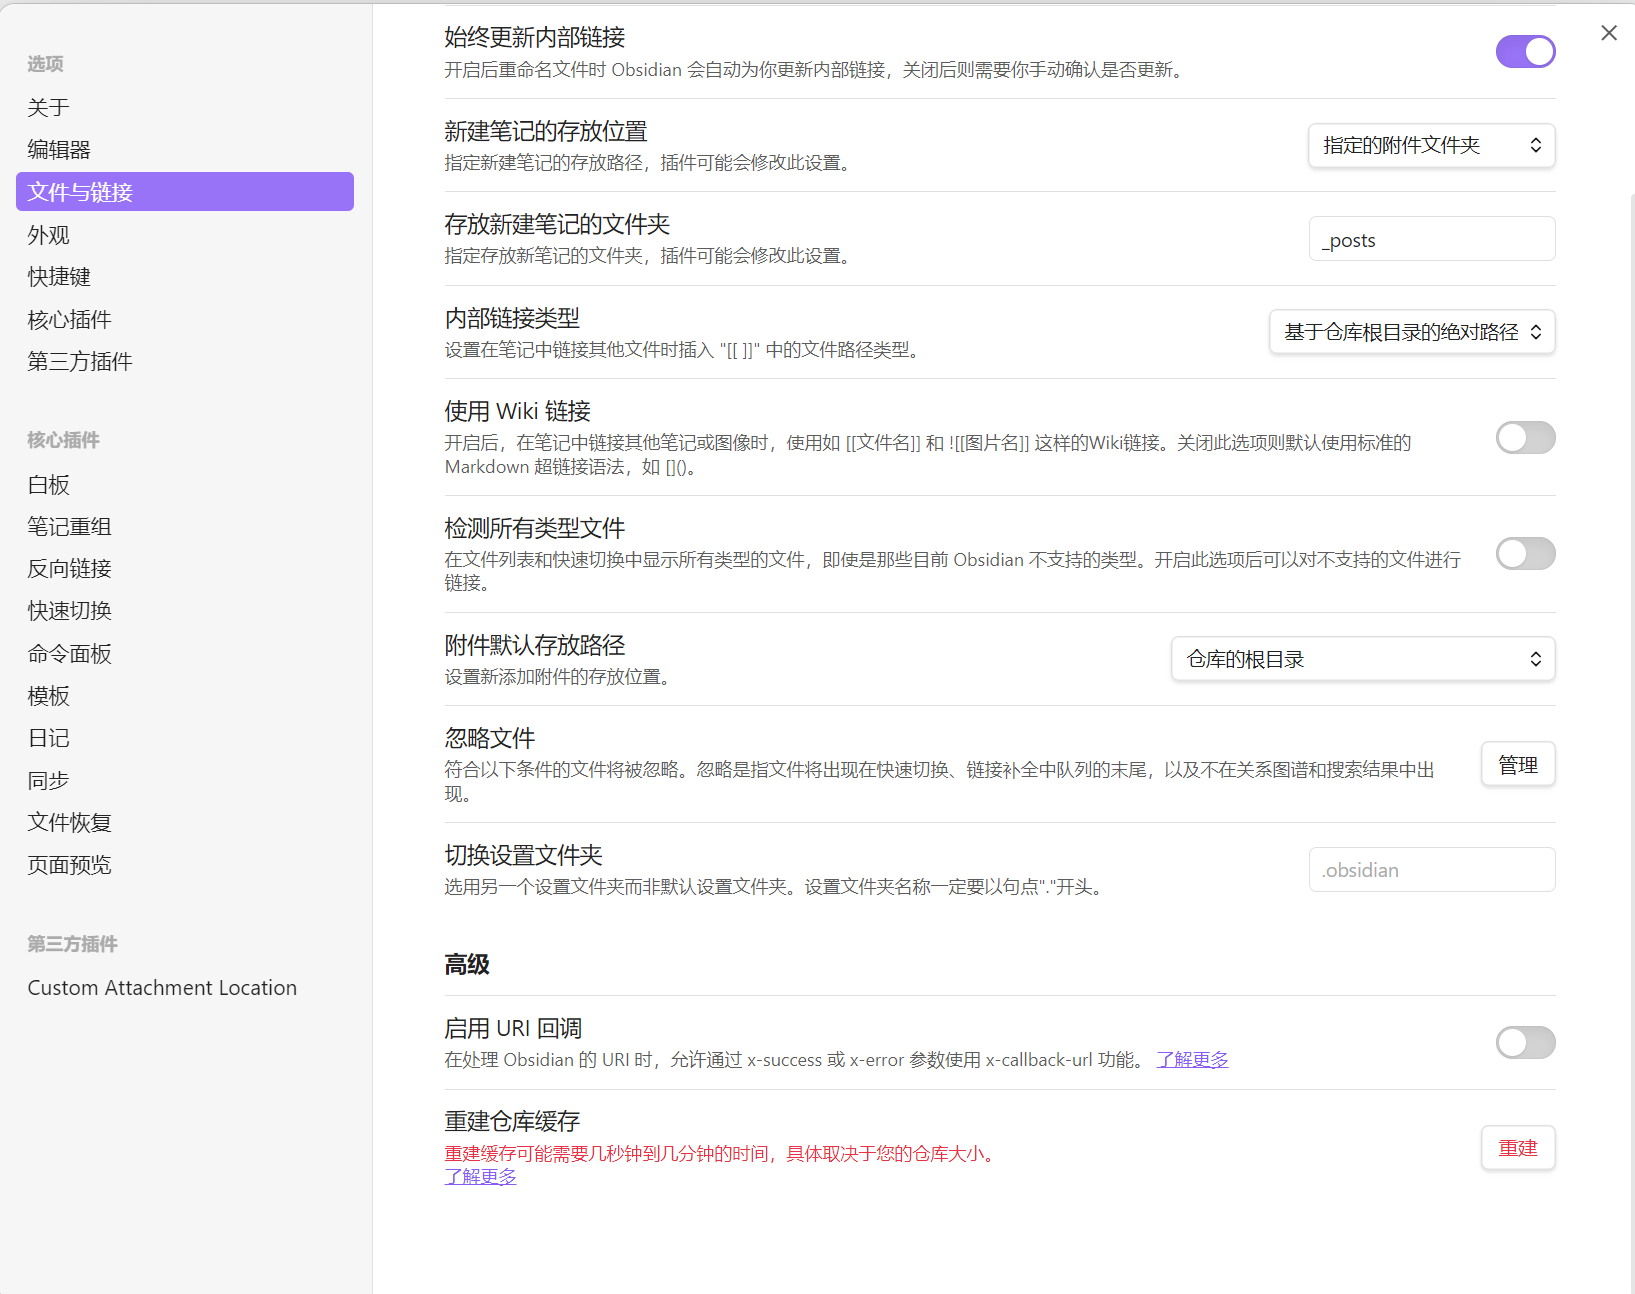 选项
关于
编辑器
文件与链接
外观
快捷键
核心插件
第三方插件
核心插件
白板
笔记重组
反向链接
快速切换
命令面板
模板
日记
同步
文件恢复
页面预览
第三方插件
Custom Attachment Location
始终更新内部链接
开启后重命名文件时 Obsidian 会自动为你更新内部链接，关闭后则需要你手动确认是否更新。
新建笔记的存放位置
指定新建笔记的存放路径，插件可能会修改此设置。
指定的附件文件夹
存放新建笔记的文件夹
指定存放新笔记的文件夹，插件可能会修改此设置。
_posts
内部链接类型
设置在笔记中链接其他文件时插入 "[[ ]]" 中的文件路径类型。
基于仓库根目录的绝对路径
使用 Wiki 链接
开启后，在笔记中链接其他笔记或图像时，使用如 [[文件名]] 和 ![[图片名]] 这样的Wiki链接。关闭此选项则默认使用标准的
Markdown 超链接语法，如 []()。
检测所有类型文件
在文件列表和快速切换中显示所有类型的文件，即使是那些目前 Obsidian 不支持的类型。开启此选项后可以对不支持的文件进行
链接。
附件默认存放路径
设置新添加附件的存放位置。
仓库的根目录
忽略文件
符合以下条件的文件将被忽略。忽略是指文件将出现在快速切换、链接补全中队列的末尾，以及不在关系图谱和搜索结果中出
现。
管理
切换设置文件夹
选用另一个设置文件夹而非默认设置文件夹。设置文件夹名称一定要以句点"."开头。
.obsidian
高级
启用 URI 回调
在处理 Obsidian 的 URI 时，允许通过 x-success 或 x-error 参数使用 x-callback-url 功能。 了解更多
重建仓库缓存
重建缓存可能需要几秒钟到几分钟的时间，具体取决于您的仓库大小。
了解更多
重建